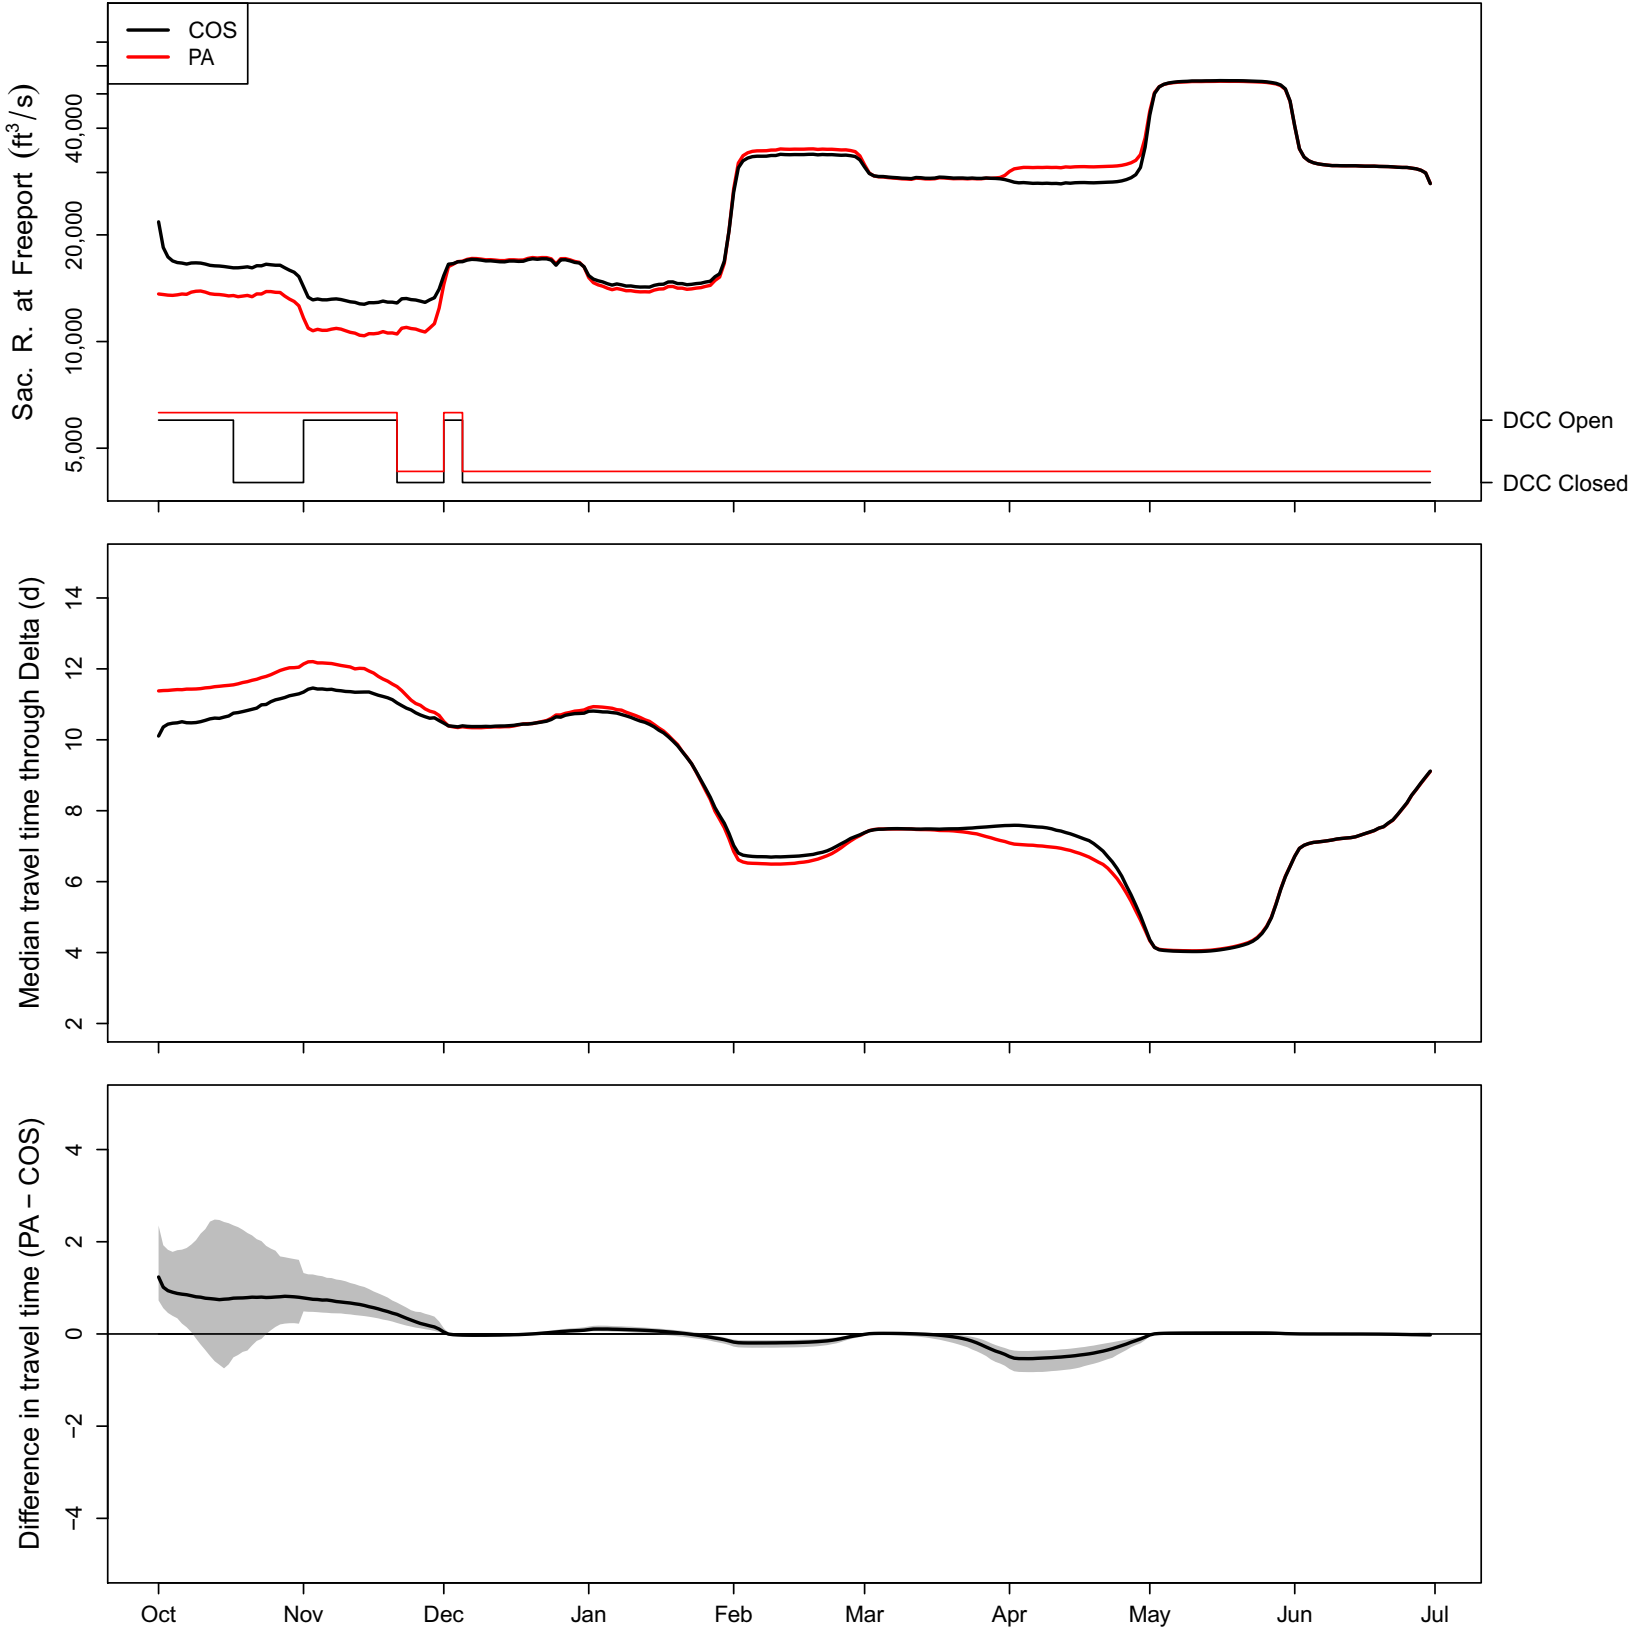 COS
PA
Sac. R. at Freeport (ft³/s)
40,000
20,000
10,000
5,000
DCC Open
DCC Closed
Median travel time through Delta (d)
14
12
10
8
6
4
2
Difference in travel time (PA − COS)
4
2
0
−2
−4
Oct Nov Dec Jan Feb Mar Apr May Jun Jul